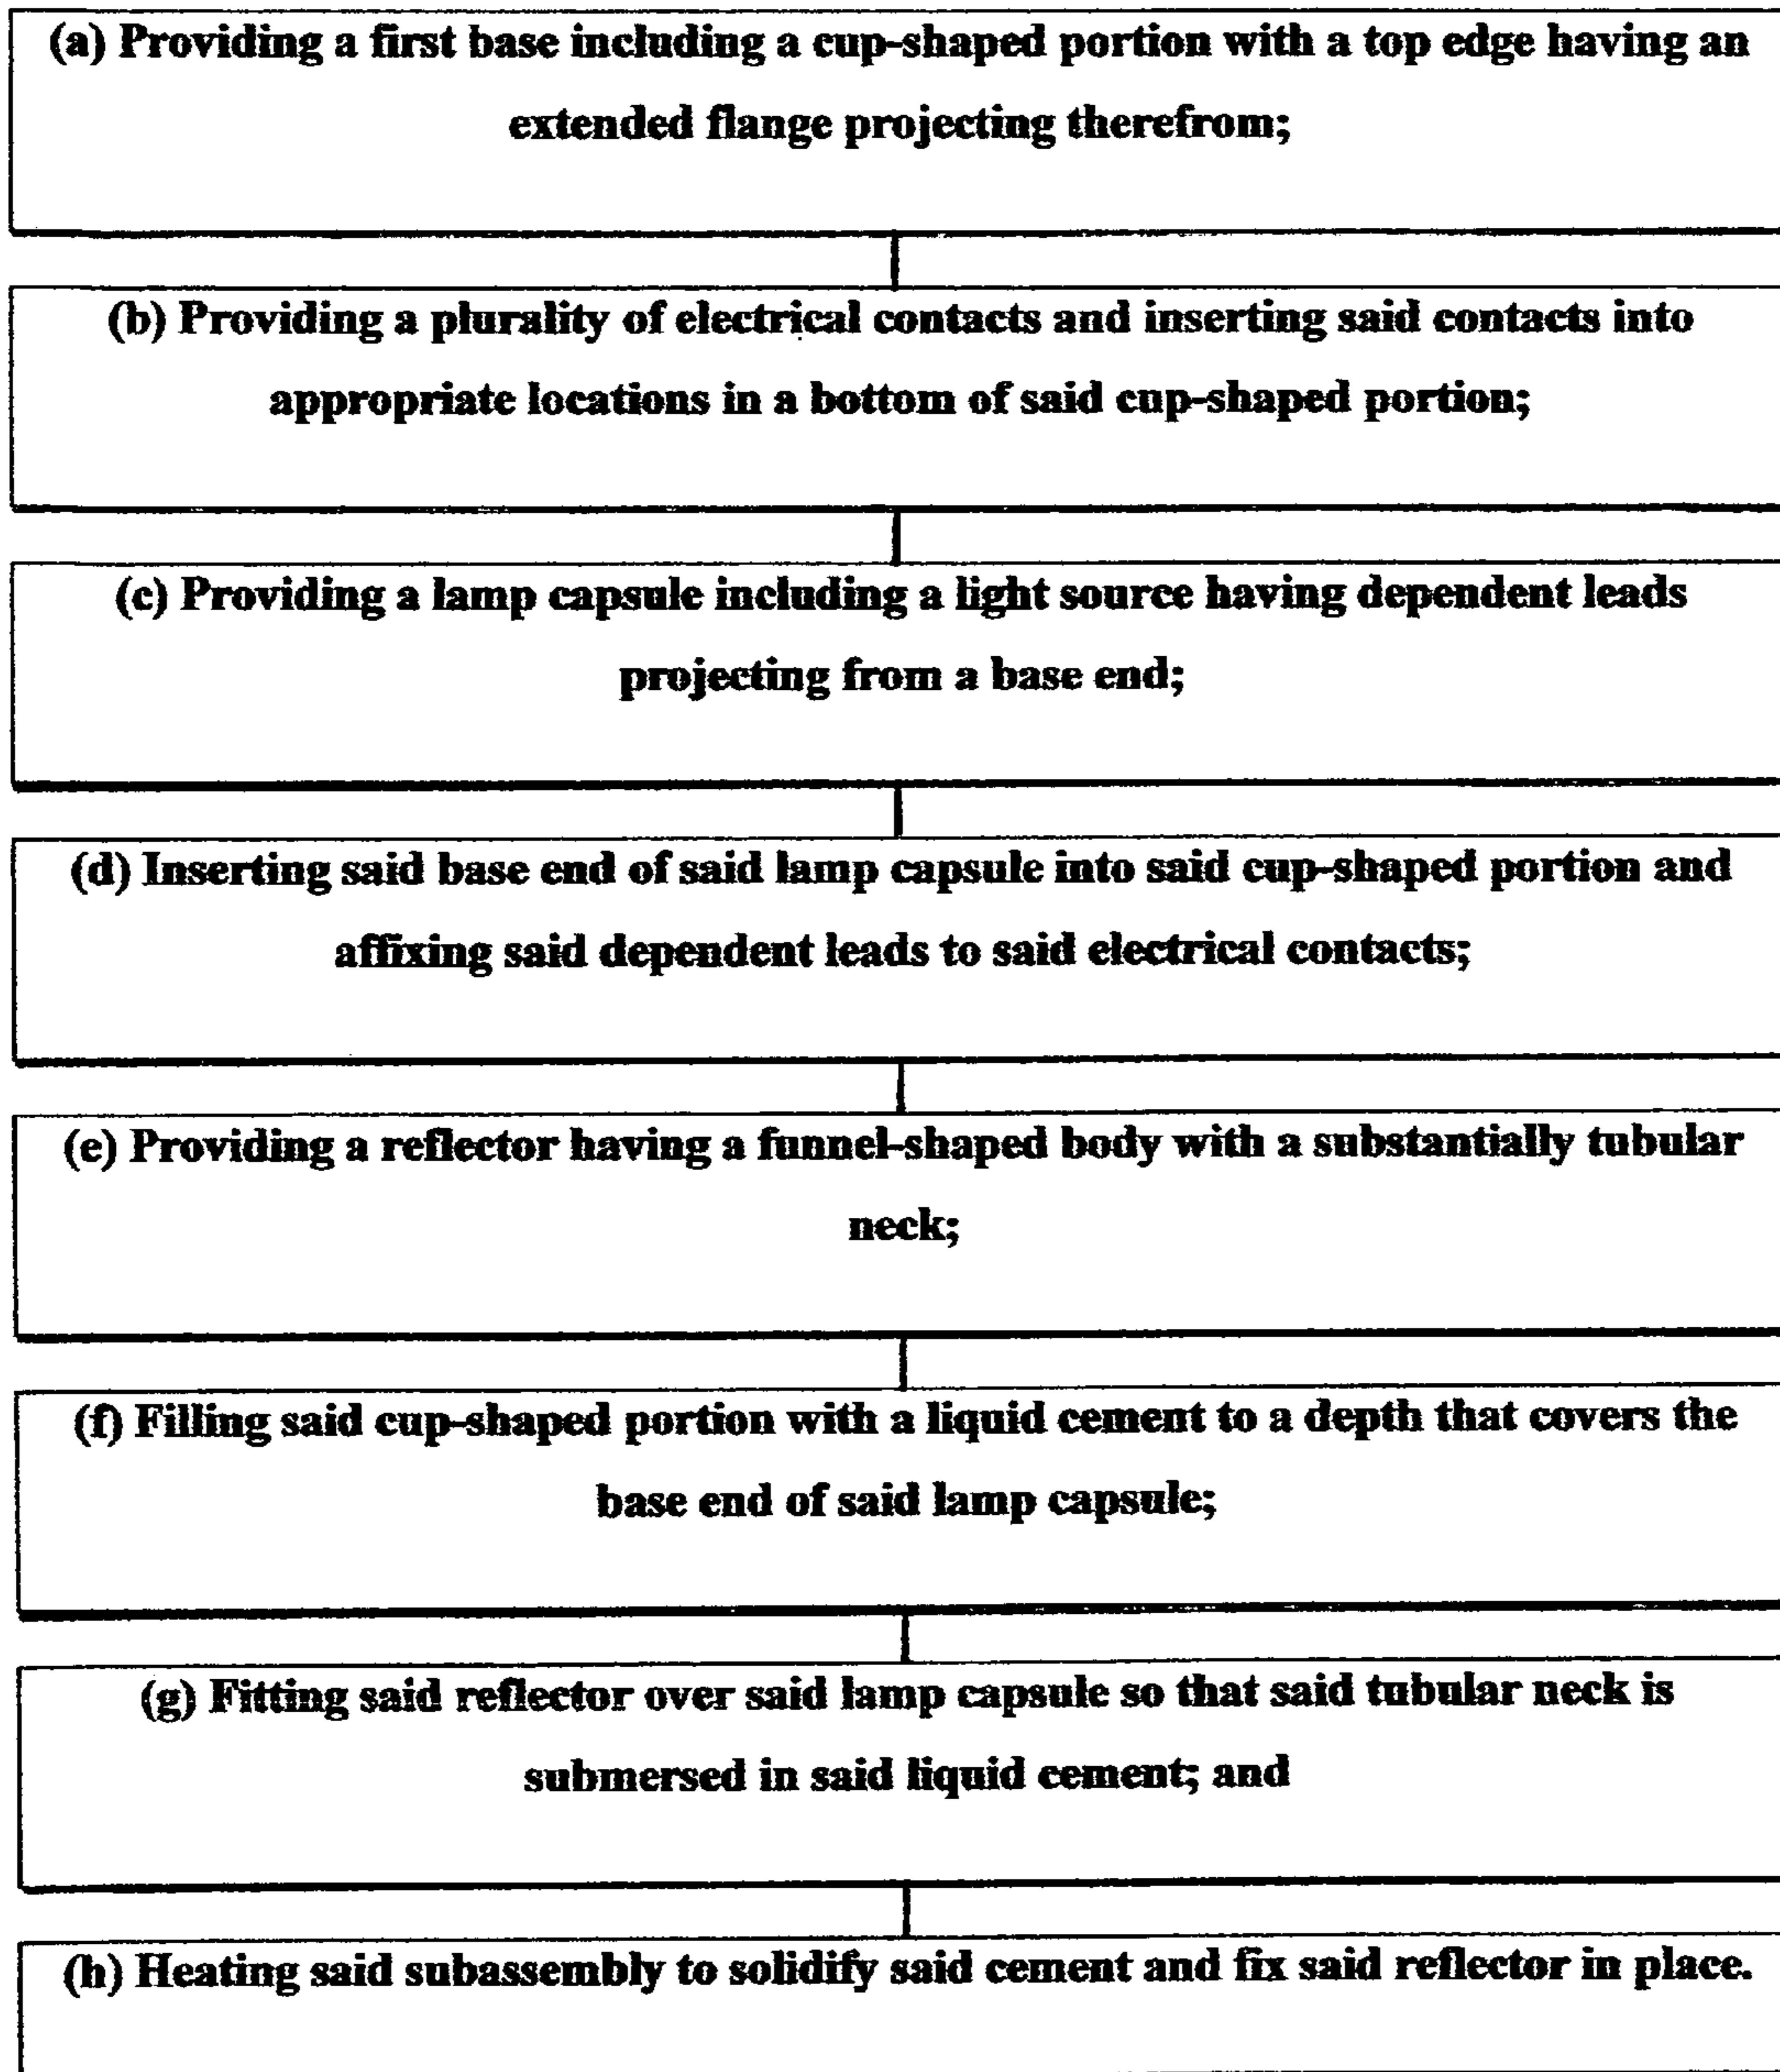 (a) Providing a first base including a cup-shaped portion with a top edge having an
extended flange projecting therefrom;
(b) Providing a plurality of electrical contacts and inserting said contacts into
appropriate locations in a bottom of said cup-shaped portion;
(c) Providing a lamp capsule including a light source having dependent leads
projecting from a base end;
(d) Inserting said base end of said lamp capsule into said cup-shaped portion and
affixing said dependent leads to said electrical contacts;
(e) Providing a reflector having a funnel-shaped body with a substantially tubular
neck;
(f) Filling said cup-shaped portion with a liquid cement to a depth that covers the
base end of said lamp capsule;
(g) Fitting said reflector over said lamp capsule so that said tubular neck is
submersed in said liquid cement; and
(h) Heating said subassembly to solidify said cement and fix said reflector in place.